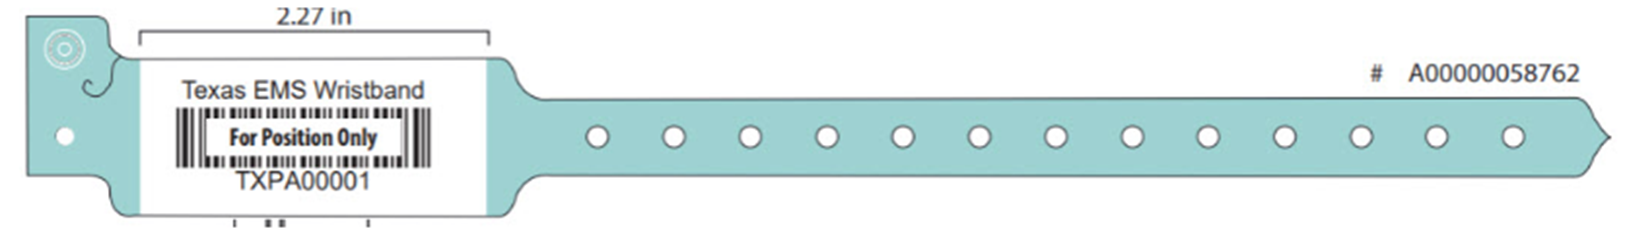 2.27 in
# A00000058762
Texas EMS Wristband
For Position Only
TXPA00001